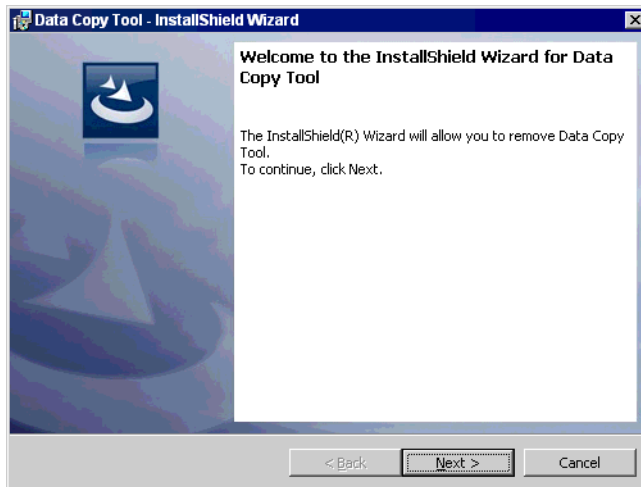 Data Copy Tool - InstallShield Wizard
Welcome to the InstallShield Wizard for Data
Copy Tool
The InstallShield(R) Wizard will allow you to remove Data Copy
Tool.
To continue, click Next.
< Back
Next >
Cancel